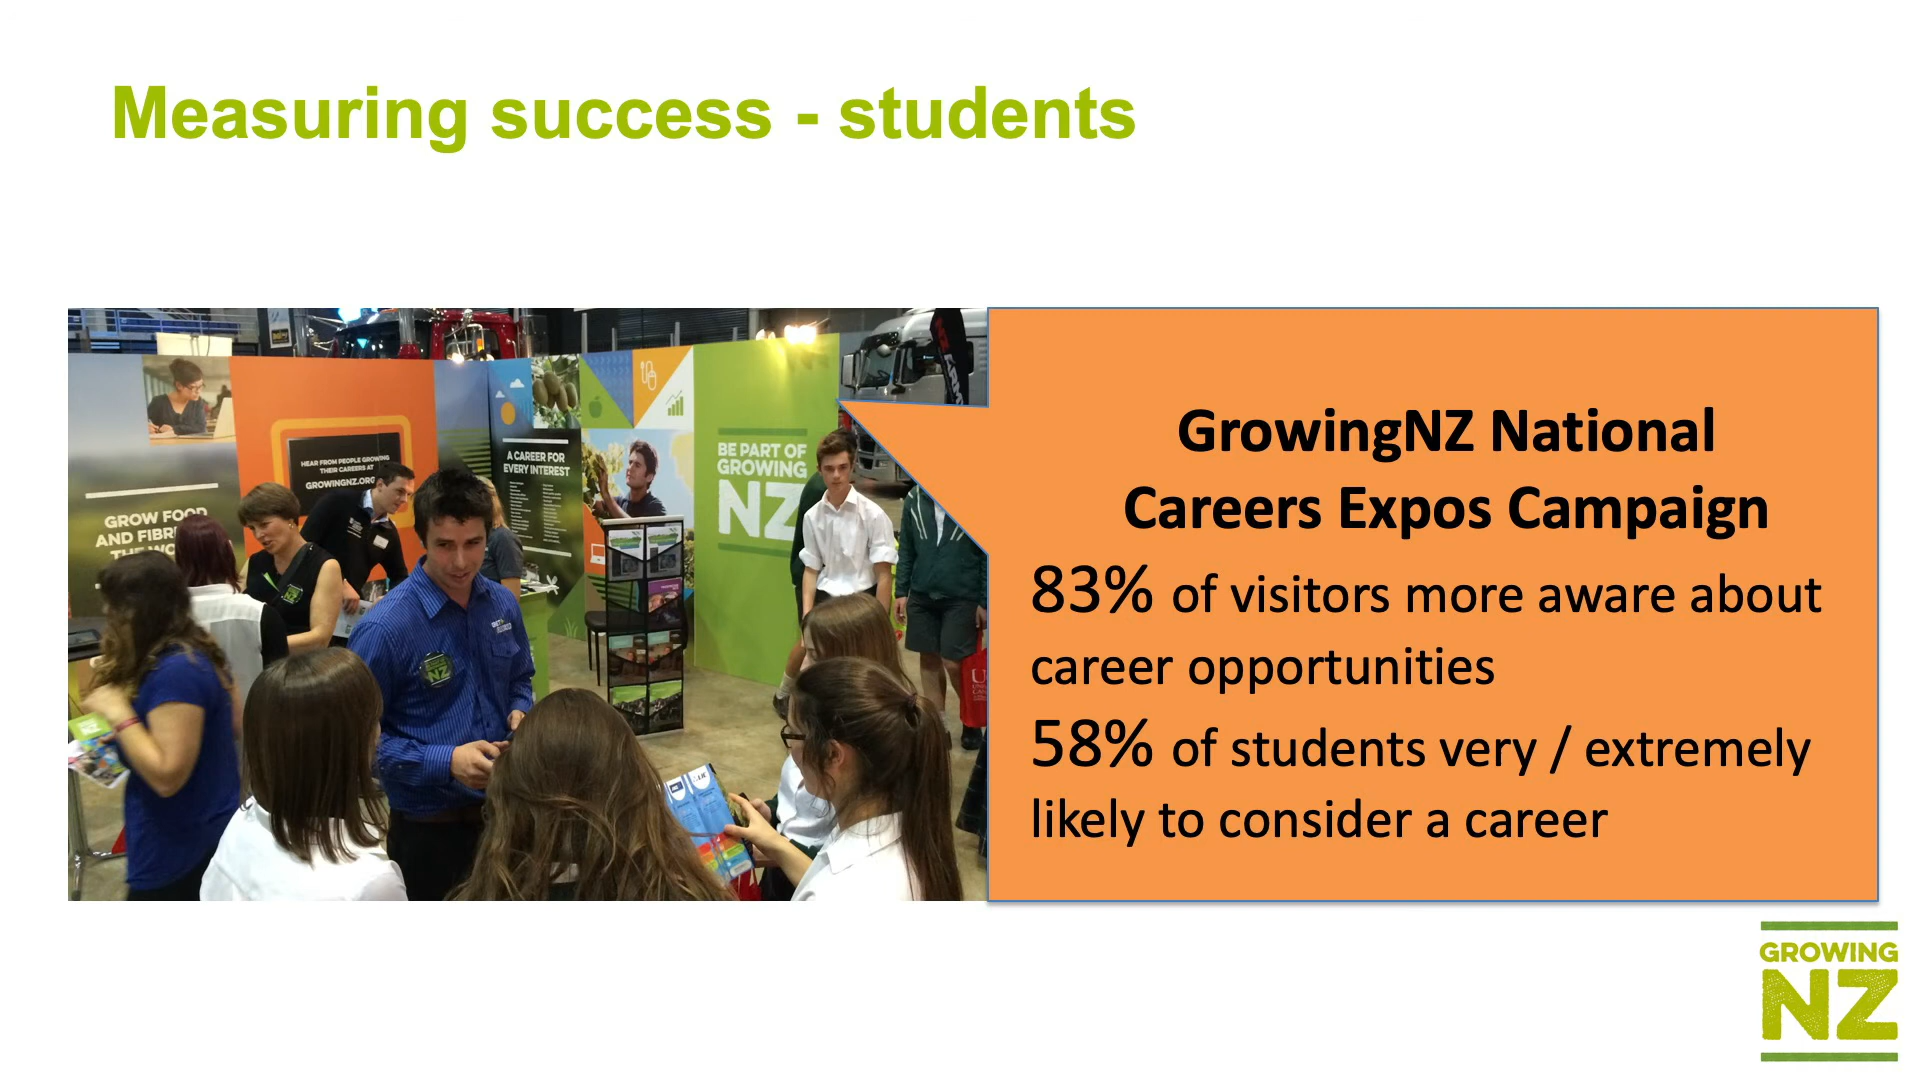 Measuring success - students
GROW FOOD
AND FIBRE
HEAR FROM PEOPLE GROWING
THEIR CAREERS AT
GROWINGNZ.ORG
A CAREER FOR
EVERY INTEREST
BE PART OF
GROWING
NZ
GrowingNZ National
Careers Expos Campaign
83% of visitors more aware about
career opportunities
58% of students very / extremely
likely to consider a career
GROWING
NZ